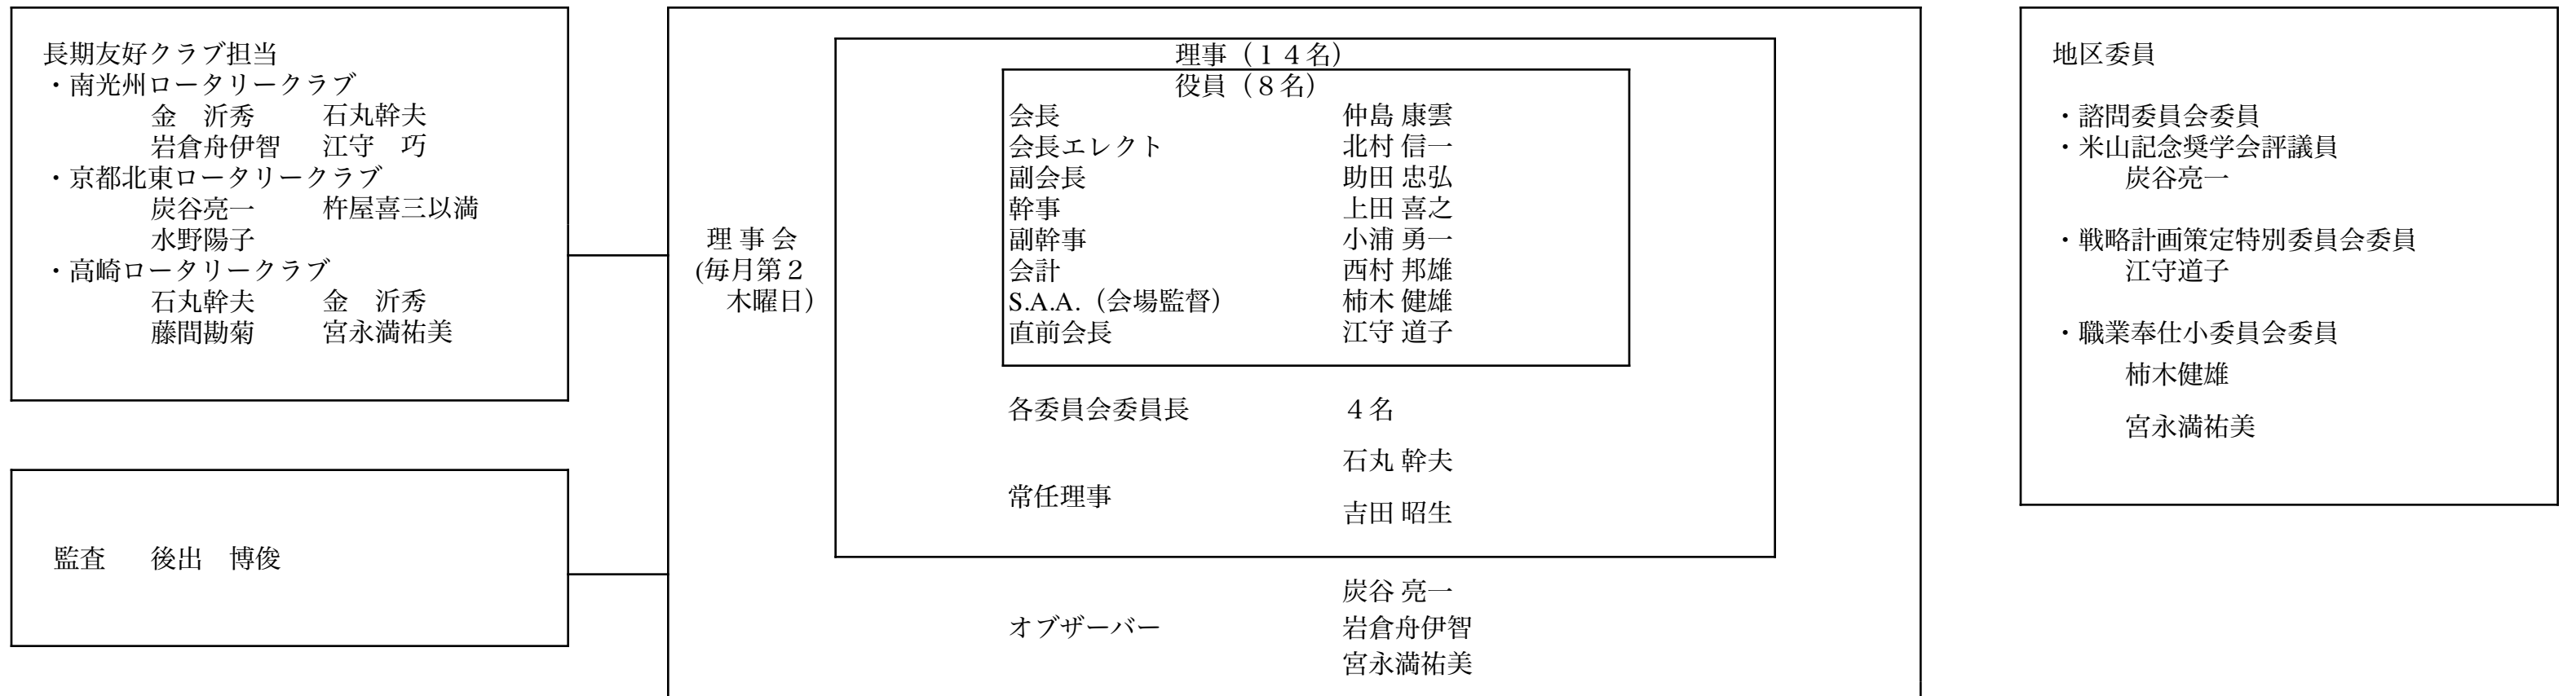 長期友好クラブ担当
・南光州ロータリークラブ
金　沂秀　石丸幹夫
岩倉舟伊智　江守　巧
・京都北東ロータリークラブ
炭谷亮一　杵屋喜三以満
水野陽子
・高崎ロータリークラブ
石丸幹夫　金　沂秀
藤間勘菊　宮永満祐美
監査　後出　博俊
理 事 会
(毎月第２
木曜日）
理事（１４名）
役員（８名）
会長　仲島 康雲
会長エレクト　北村 信一
副会長　助田 忠弘
幹事　上田 喜之
副幹事　小浦 勇一
会計　西村 邦雄
S.A.A.（会場監督）　柿木 健雄
直前会長　江守 道子
各委員会委員長　４名
常任理事
石丸 幹夫
吉田 昭生
オブザーバー
炭谷 亮一
岩倉舟伊智
宮永満祐美
地区委員
・諮問委員会委員
・米山記念奨学会評議員
炭谷亮一
・戦略計画策定特別委員会委員
江守道子
・職業奉仕小委員会委員
柿木健雄
宮永満祐美